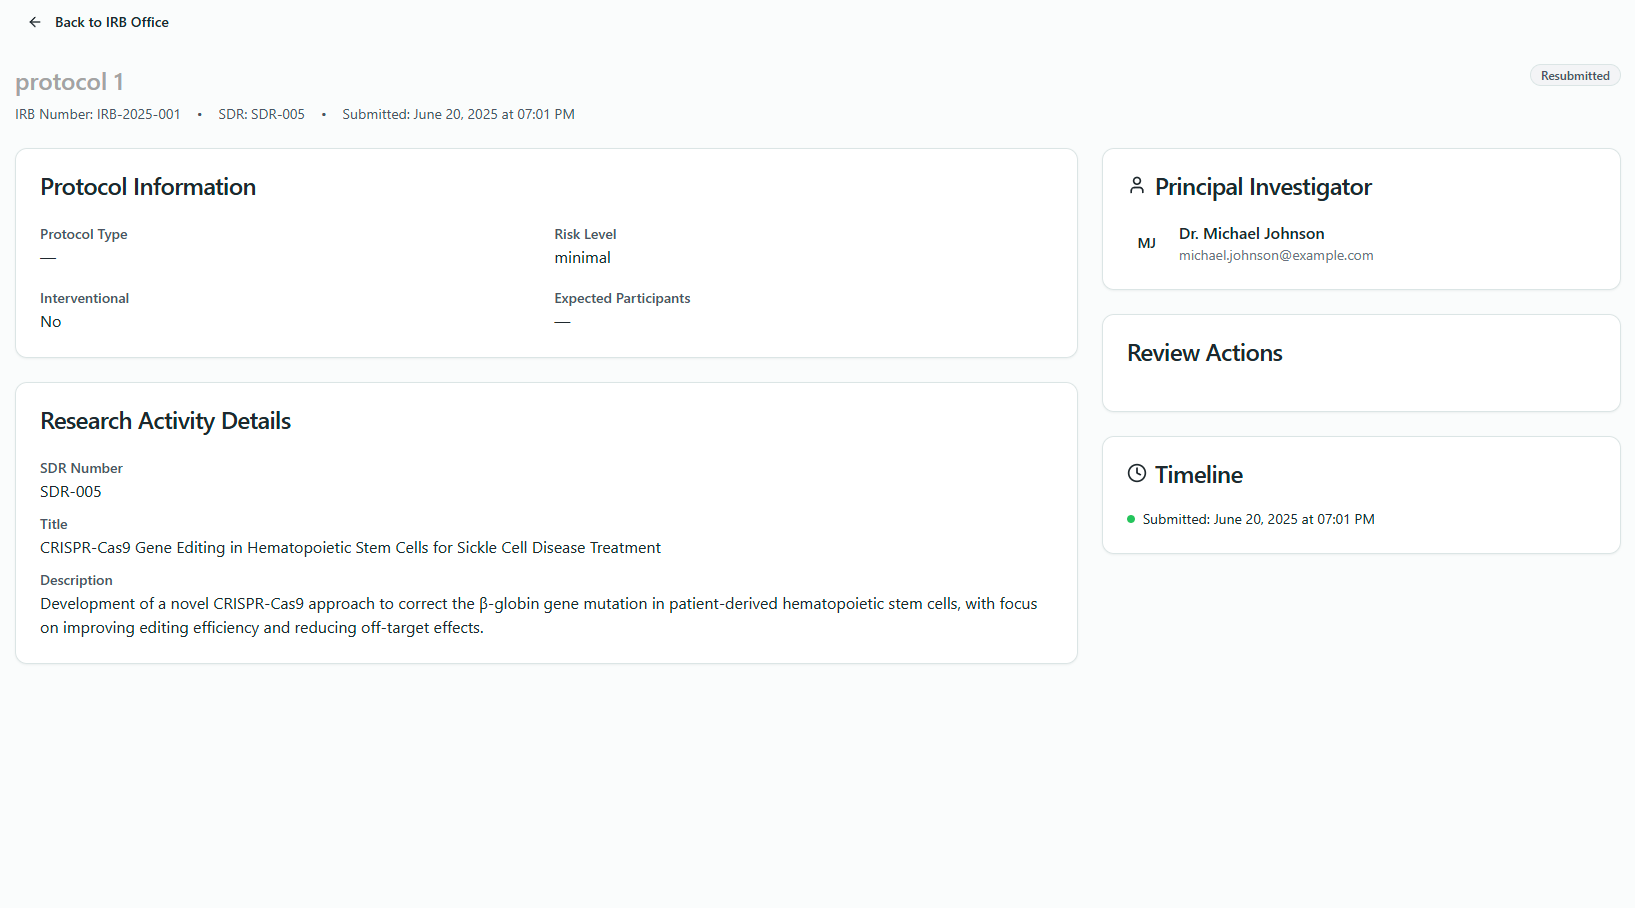 Back to IRB Office
protocol 1
Resubmitted
IRB Number: IRB-2025-001 • SDR: SDR-005 • Submitted: June 20, 2025 at 07:01 PM
Protocol Information
Protocol Type
—
Risk Level
minimal
Interventional
No
Expected Participants
—
Research Activity Details
SDR Number
SDR-005
Title
CRISPR-Cas9 Gene Editing in Hematopoietic Stem Cells for Sickle Cell Disease Treatment
Description
Development of a novel CRISPR-Cas9 approach to correct the β-globin gene mutation in patient-derived hematopoietic stem cells, with focus
on improving editing efficiency and reducing off-target effects.
Principal Investigator
MJ
Dr. Michael Johnson
michael.johnson@example.com
Review Actions
Timeline
Submitted: June 20, 2025 at 07:01 PM